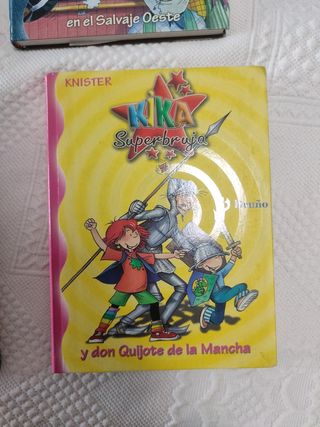 en el Salvaje Oeste
KNISTER
KIKA
Superbruja
Bruño
y don Quijote de la Mancha